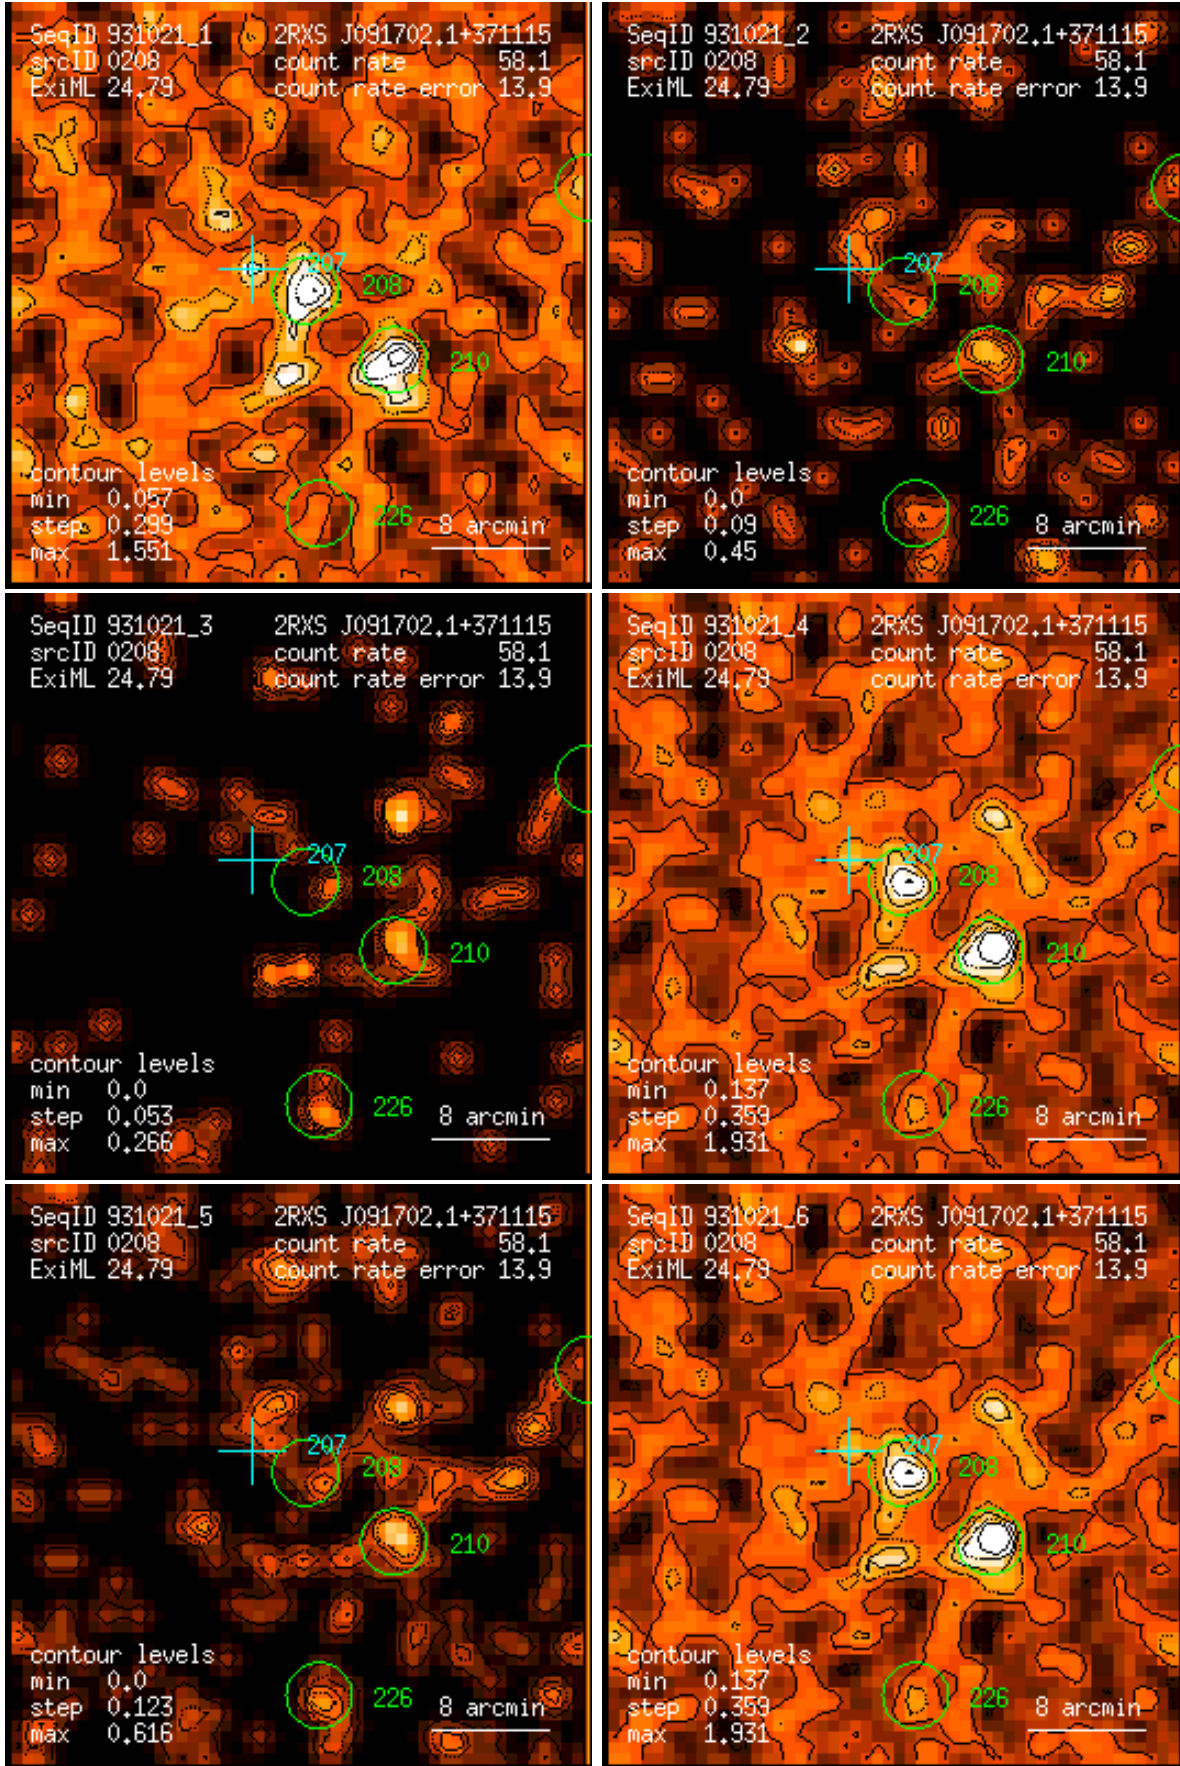 SeqID 931021_1 2RXS J091702.1+371115
srcID 0208 count rate 58.1
ExiML 24.79 count rate error 13.9
207
208
210
contour levels
min 0.057
226
step 0.299 8 arcmin
max 1.551
SeqID 931021_2 2RXS J091702.1+371115
srcID 0208 count rate 58.1
ExiML 24.79 count rate error 13.9
207
208
210
contour levels
min 0.0
226
step 0.09 8 arcmin
max 0.45
SeqID 931021_3 2RXS J091702.1+371115
srcID 0208 count rate 58.1
ExiML 24.79 count rate error 13.9
207
208
210
contour levels
min 0.0
226
step 0.053 8 arcmin
max 0.266
SeqID 931021_4 2RXS J091702.1+371115
srcID 0208 count rate 58.1
ExiML 24.79 count rate error 13.9
207
208
210
contour levels
min 0.137
226
step 0.359 8 arcmin
max 1.931
SeqID 931021_5 2RXS J091702.1+371115
srcID 0208 count rate 58.1
ExiML 24.79 count rate error 13.9
207
208
210
contour levels
min 0.0
226
step 0.123 8 arcmin
max 0.616
SeqID 931021_6 2RXS J091702.1+371115
srcID 0208 count rate 58.1
ExiML 24.79 count rate error 13.9
207
208
210
contour levels
min 0.137
226
step 0.359 8 arcmin
max 1.931